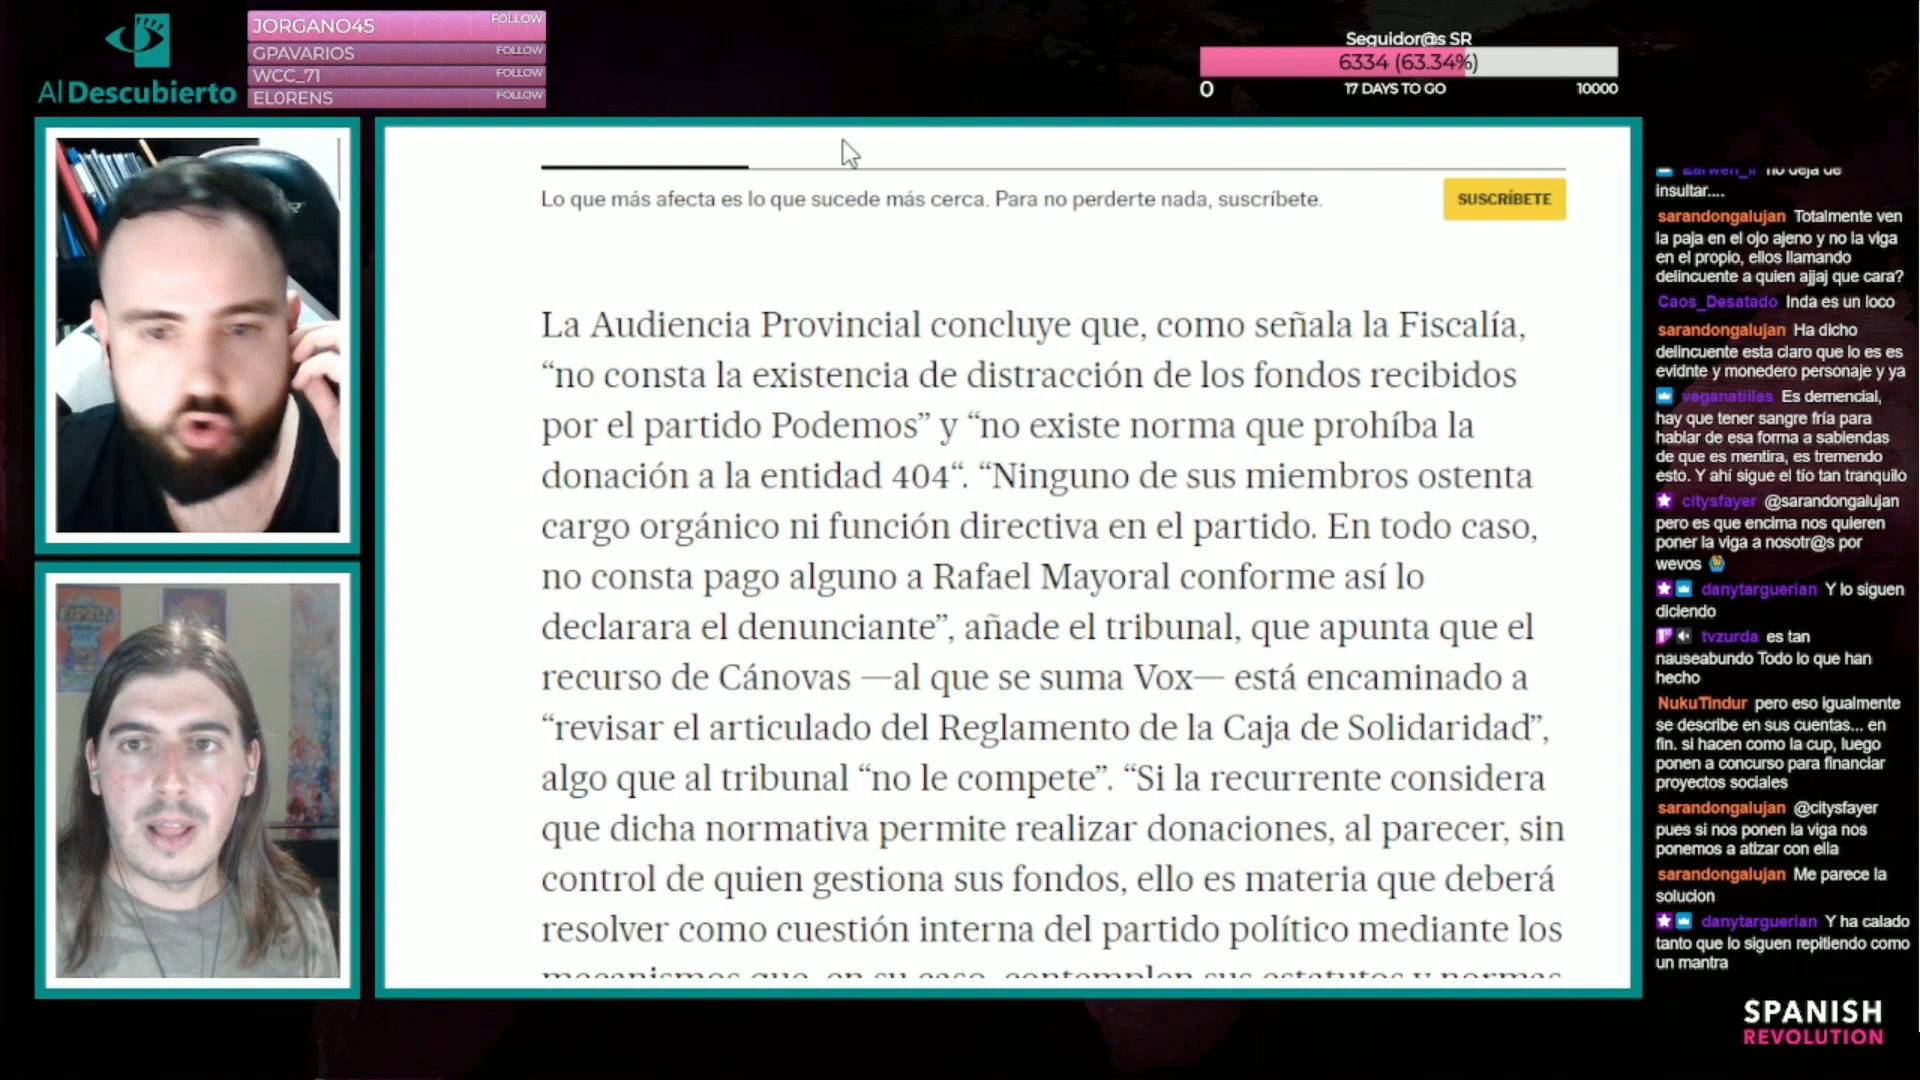 Al Descubierto
JORGANO45 FOLLOW
GPAVARIOS FOLLOW
WCC_71 FOLLOW
EL0RENS FOLLOW
Seguidor@s SR
6334 (63.34%)
0 17 DAYS TO GO 10000
Lo que más afecta es lo que sucede más cerca. Para no perderte nada, suscríbete.
SUSCRÍBETE
La Audiencia Provincial concluye que, como señala la Fiscalía,
“no consta la existencia de distracción de los fondos recibidos
por el partido Podemos” y “no existe norma que prohíba la
donación a la entidad 404“. “Ninguno de sus miembros ostenta
cargo orgánico ni función directiva en el partido. En todo caso,
no consta pago alguno a Rafael Mayoral conforme así lo
declarara el denunciante”, añade el tribunal, que apunta que el
recurso de Cánovas —al que se suma Vox— está encaminado a
“revisar el articulado del Reglamento de la Caja de Solidaridad”,
algo que al tribunal “no le compete”. “Si la recurrente considera
que dicha normativa permite realizar donaciones, al parecer, sin
control de quien gestiona sus fondos, ello es materia que deberá
resolver como cuestión interna del partido político mediante los
mecanismos que, en su caso, contemplen sus estatutos y normas
no deja de
insultar....
sarandongalujan Totalmente ven
la paja en el ojo ajeno y no la viga
en el propio, ellos llamando
delincuente a quien ajjaj que cara?
Caos_Desatado Inda es un loco
sarandongalujan Ha dicho
delincuente esta claro que lo es es
evidnte y monedero personaje y ya
veganatillas Es demencial,
hay que tener sangre fría para
hablar de esa forma a sabiendas
de que es mentira, es tremendo
esto. Y ahí sigue el tío tan tranquilo
citysfayer @sarandongalujan
pero es que encima nos quieren
poner la viga a nosotr@s por
wevos
danytarguerian Y lo siguen
diciendo
tvzurda es tan
nauseabundo Todo lo que han
hecho
NukuTindur pero eso igualmente
se describe en sus cuentas... en
fin. si hacen como la cup, luego
ponen a concurso para financiar
proyectos sociales
sarandongalujan @citysfayer
pues si nos ponen la viga nos
ponemos a atizar con ella
sarandongalujan Me parece la
solucion
danytarguerian Y ha calado
tanto que lo siguen repitiendo como
un mantra
SPANISH
REVOLUTION